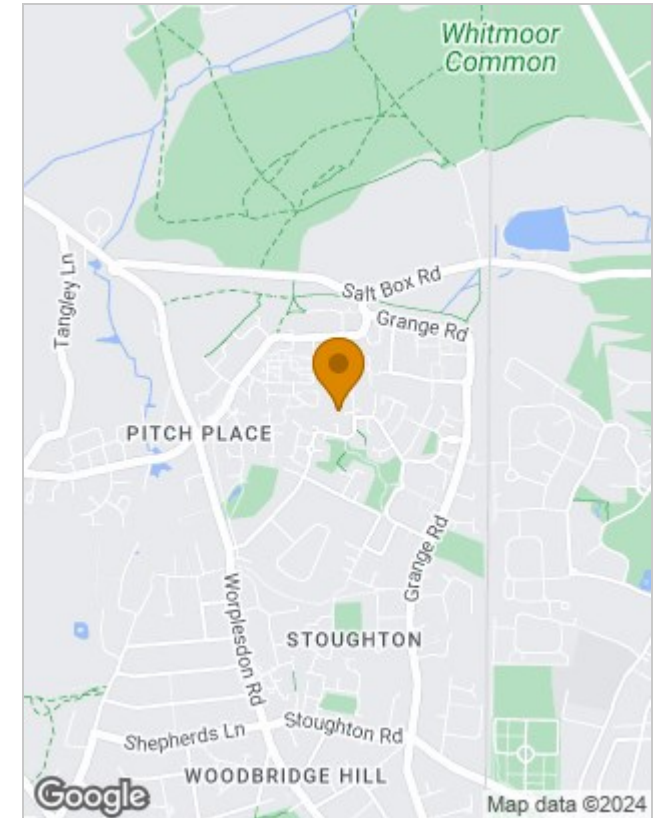 Whitmoor
Common
Tangley Ln
Salt Box Rd
Grange Rd
PITCH PLACE
Grange Rd
Worplesdon Rd
STOUGHTON
Stoughton Rd
Shepherds Ln
WOODBRIDGE HILL
Google
Map data ©2024